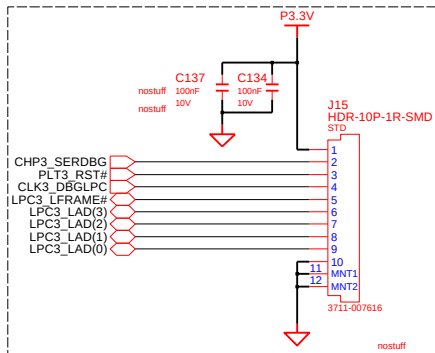 P3.3V
C137
C134
nostuff
100nF
100nF
10V
10V
nostuff
J15
HDR-10P-1R-SMD
STD
1
CHP3_SERDBG
2
PLT3_RST#
3
CLK3_DBGLPC
4
LPC3_LFRAME#
5
LPC3_LAD(3)
6
LPC3_LAD(2)
7
LPC3_LAD(1)
8
LPC3_LAD(0)
9
10
11 MNT1
12 MNT2
3711-007616
nostuff